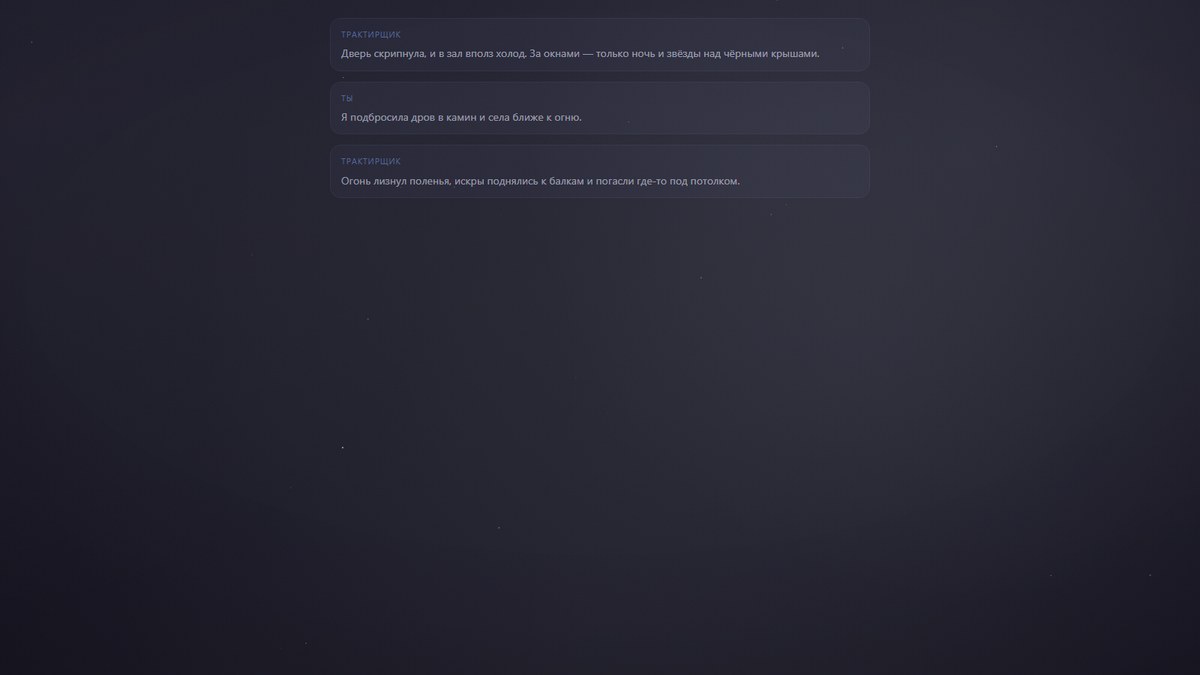 ТРАКТИРЩИК
Дверь скрипнула, и в зал вполз холод. За окнами — только ночь и звёзды над чёрными крышами.
ТЫ
Я подбросила дров в камин и села ближе к огню.
ТРАКТИРЩИК
Огонь лизнул поленья, искры поднялись к балкам и погасли где-то под потолком.